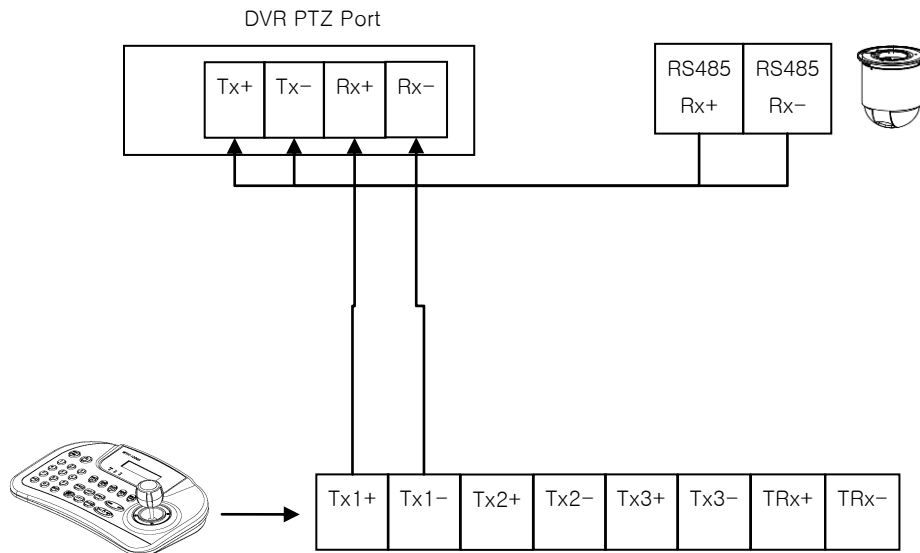 DVR PTZ Port
Tx+ Tx- Rx+ Rx-
RS485 RS485
Rx+ Rx-
Tx1+ Tx1- Tx2+ Tx2- Tx3+ Tx3- TRx+ TRx-